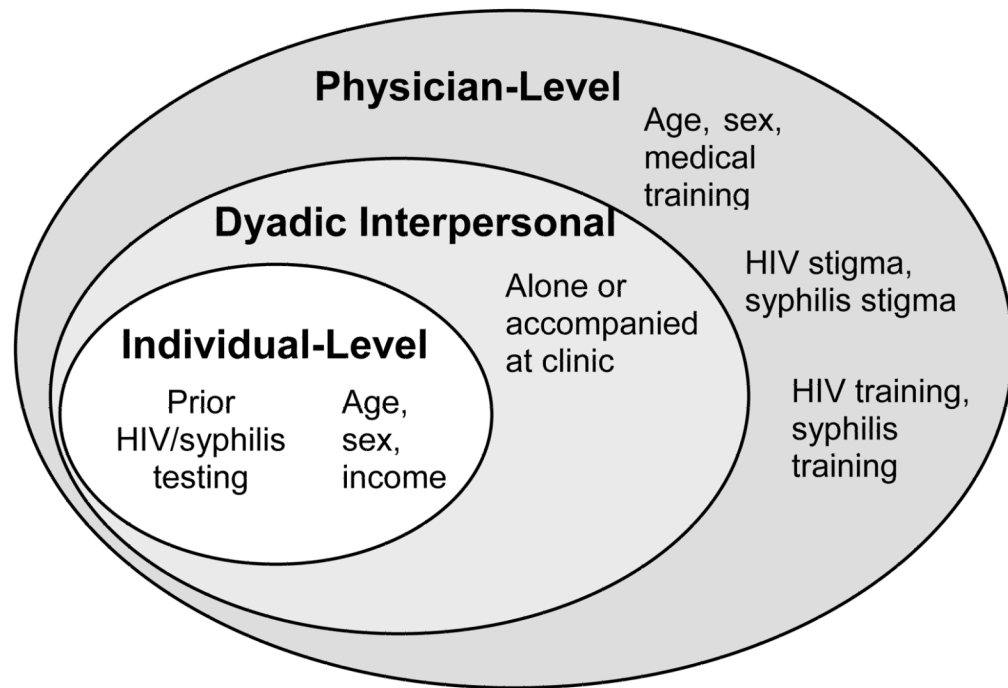 Physician-Level
Age, sex,
medical
training
Dyadic Interpersonal
HIV stigma,
syphilis stigma
Alone or
accompanied
at clinic
Individual-Level
Prior
HIV/syphilis
testing
Age,
sex,
income
HIV training,
syphilis
training